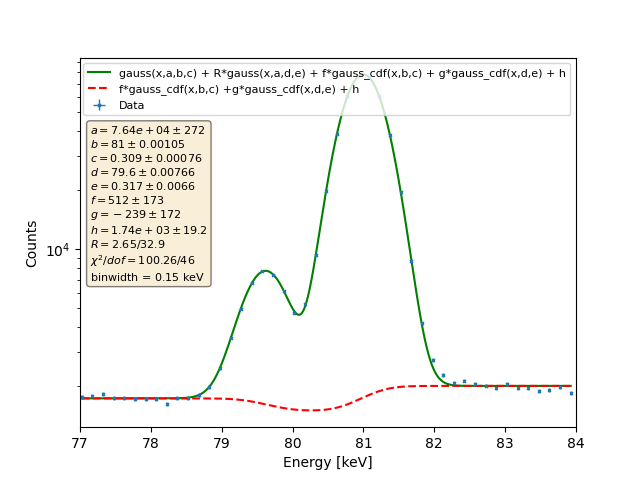 gauss(x,a,b,c) + R*gauss(x,a,d,e) + f*gauss_cdf(x,b,c) + g*gauss_cdf(x,d,e) + h
f*gauss_cdf(x,b,c) +g*gauss_cdf(x,d,e) + h
Data
a = 7.64e + 04 ± 272
b = 81 ± 0.00105
c = 0.309 ± 0.00076
d = 79.6 ± 0.00766
e = 0.317 ± 0.0066
f = 512 ± 173
g = − 239 ± 172
h = 1.74e + 03 ± 19.2
R = 2.65/32.9
χ²/dof = 100.26/46
binwidth = 0.15 keV
Counts
10⁴
77 78 79 80 81 82 83 84
Energy [keV]